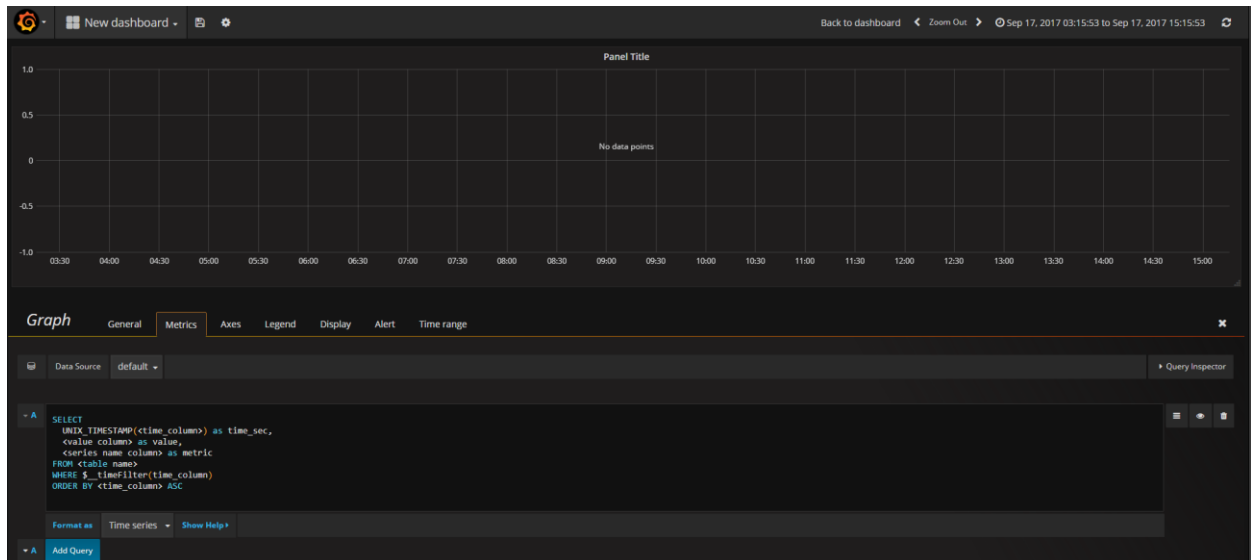 New dashboard
Back to dashboard Zoom Out Sep 17, 2017 03:15:53 to Sep 17, 2017 15:15:53
Panel Title
1.0
0.5
No data points
0
-0.5
-1.0
03:30 04:00 04:30 05:00 05:30 06:00 06:30 07:00 07:30 08:00 08:30 09:00 09:30 10:00 10:30 11:00 11:30 12:00 12:30 13:00 13:30 14:00 14:30 15:00
Graph General Metrics Axes Legend Display Alert Time range
Data Source default Query Inspector
A
SELECT
UNIX_TIMESTAMP(<time_column>) as time_sec,
<value column> as value,
<series name column> as metric
FROM <table name>
WHERE $__timeFilter(time_column)
ORDER BY <time_column> ASC
Format as Time series Show Help
A Add Query